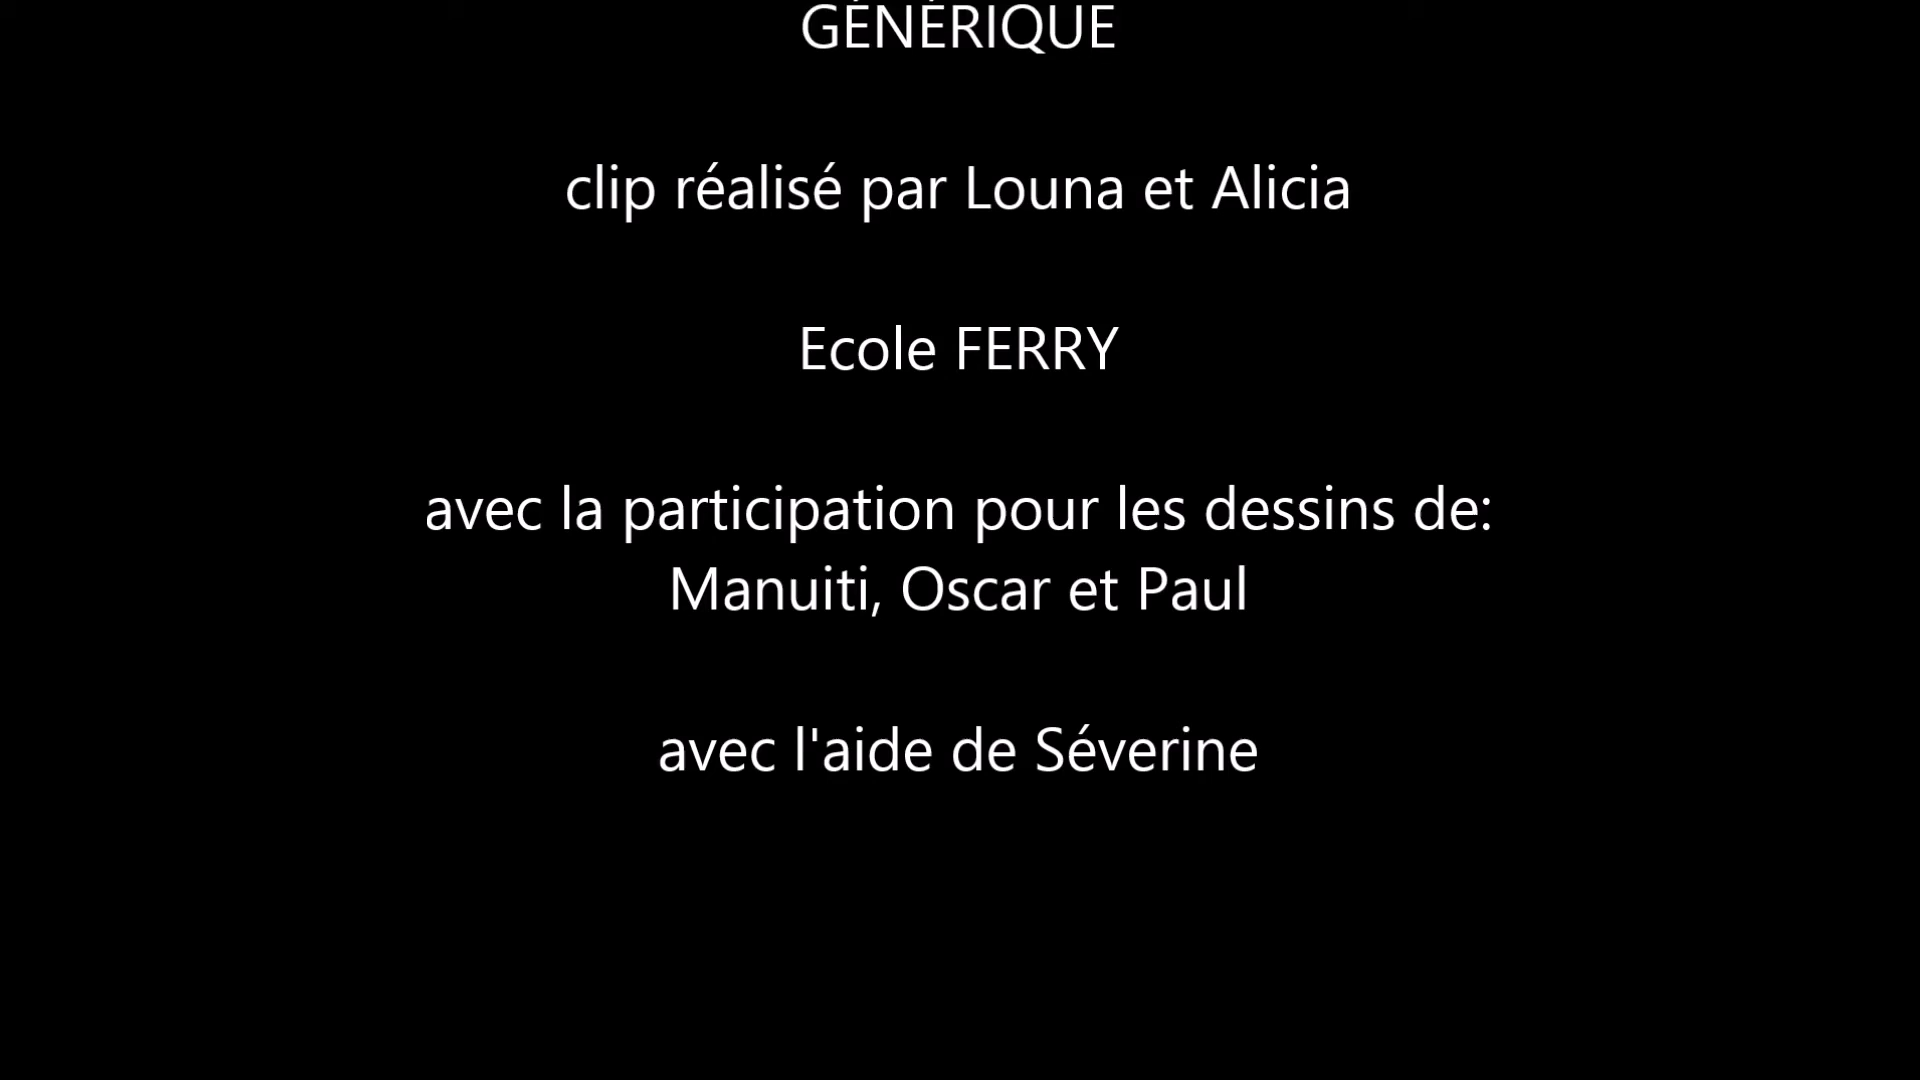 GÉNÉRIQUE
clip réalisé par Louna et Alicia
Ecole FERRY
avec la participation pour les dessins de:
Manuiti, Oscar et Paul
avec l'aide de Séverine